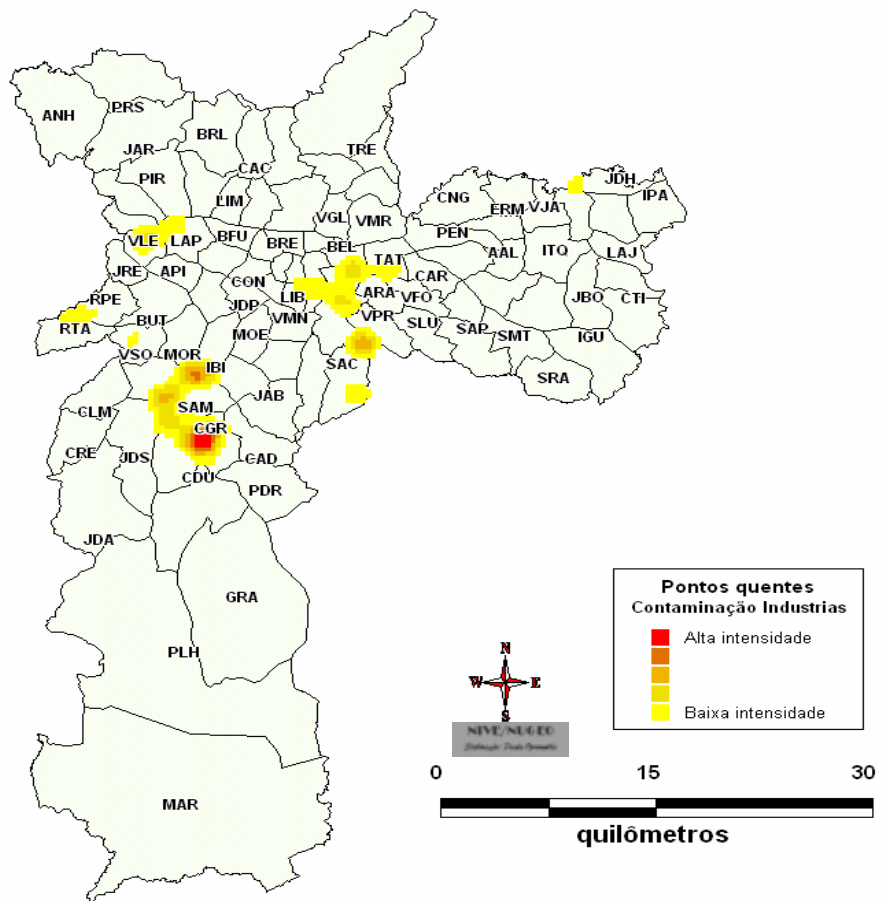 ANH
PRS
BRL
JAR
TRE
CAC
PIR
JDH
LIM
CNG
IPA
VGL
VMR
ERM
VJA
VLE
LAP
BFU
BRE
BEL
PEN
AAL
ITQ
LAJ
JRE
API
TAT
CAR
CON
LIB
ARA
VFO
JBO
CTI
RPE
JDP
BUT
VMN
VPR
SLU
SAP
SMT
IGU
RTA
MOE
VSO
MOR
IBI
SAC
SRA
JAB
CLM
SAM
CGR
CRE
JDS
CAD
CDU
PDR
JDA
GRA
PLH
MAR
Pontos quentes
Contaminação Industrias
Alta intensidade
Baixa intensidade
N
W
E
S
NIVE/NUGEO
0
15
30
quilômetros